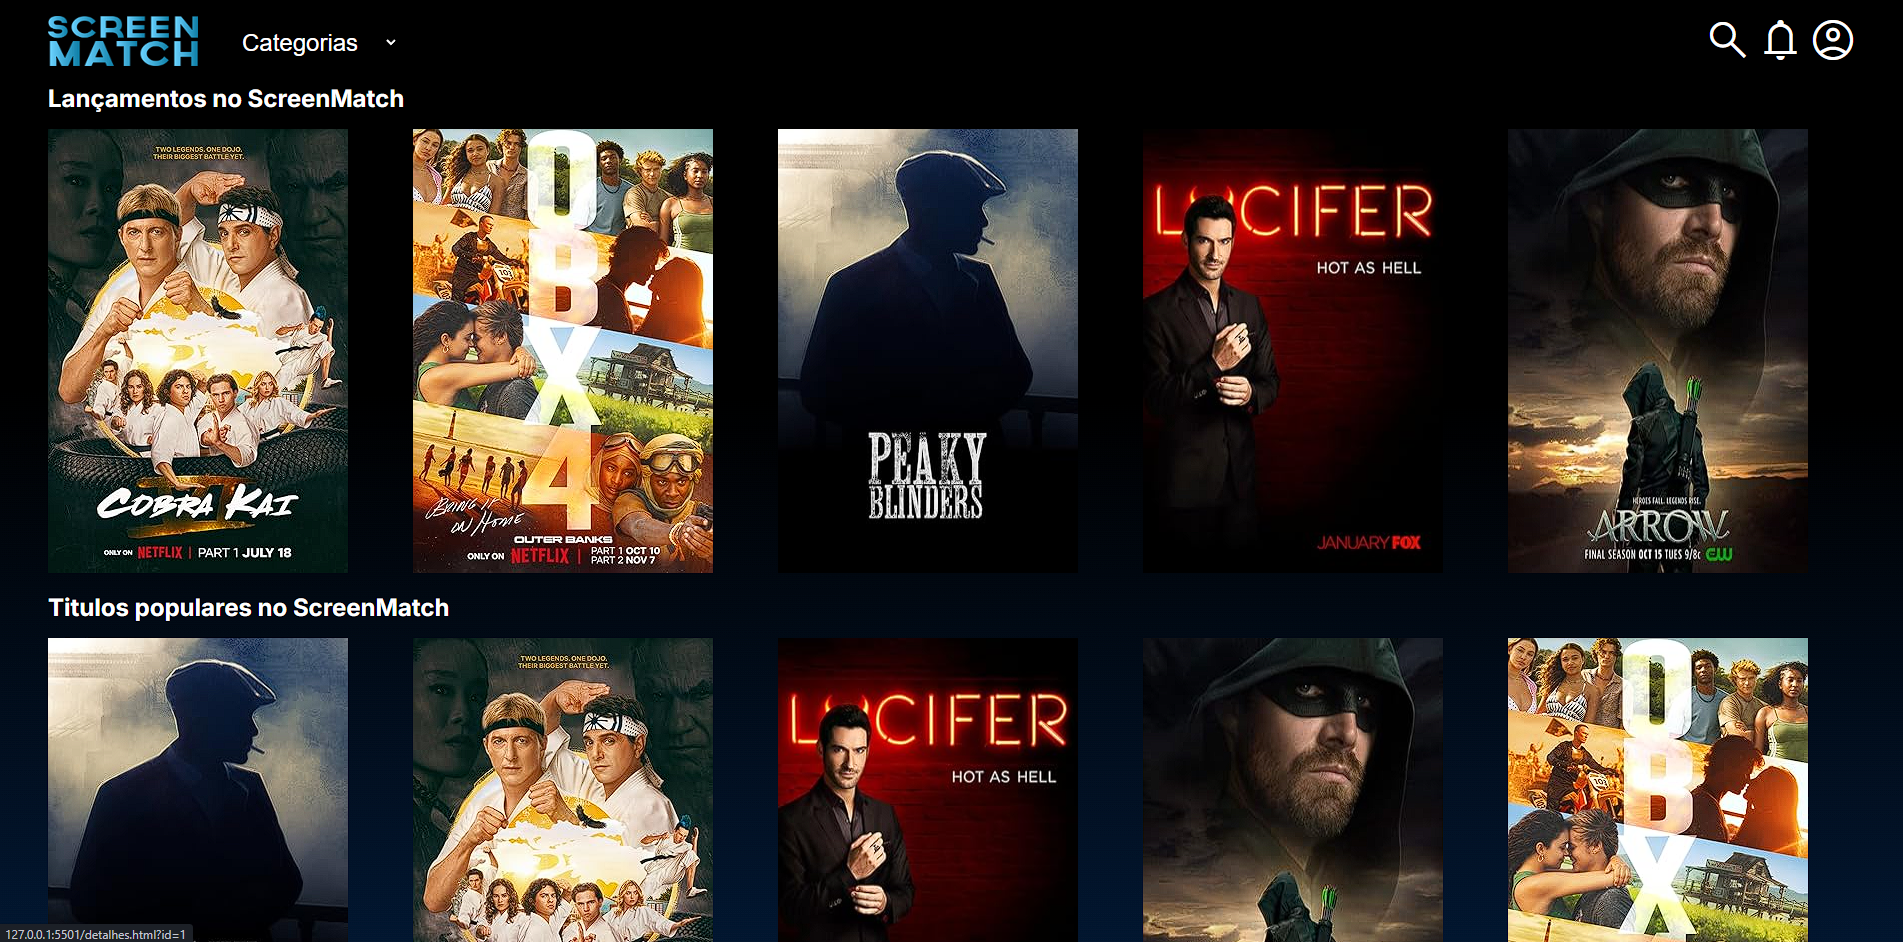 SCREEN
MATCH
Categorias
Lançamentos no ScreenMatch
TWO LEGENDS. ONE DOJO.
THEIR BIGGEST BATTLE YET.
COBRA KAI
ONLY ON NETFLIX | PART 1 JULY 18
OBX4
103
BRING IT
ON HOME
OUTER BANKS
ONLY ON NETFLIX | PART 1 OCT 10
PART 2 NOV 7
PEAKY
BLINDERS
LUCIFER
HOT AS HELL
JANUARY FOX
HEROES FALL. LEGENDS RISE.
ARROW
FINAL SEASON OCT 15 TUES 9/8c CW
Titulos populares no ScreenMatch
TWO LEGENDS. ONE DOJO.
THEIR BIGGEST BATTLE YET.
LUCIFER
HOT AS HELL
OBX
103
127.0.0.1:5501/detalhes.html?id=1